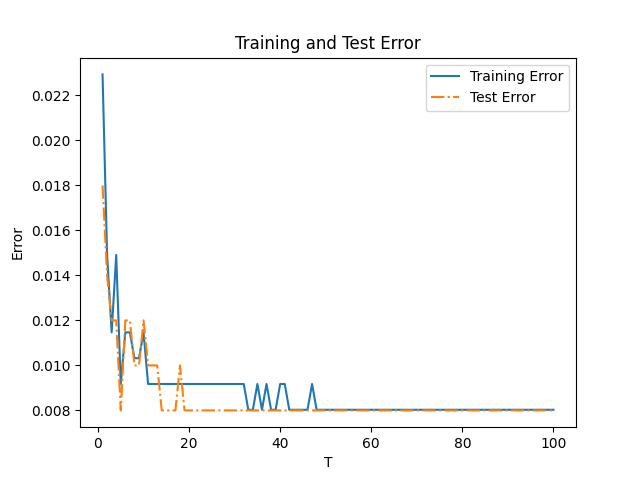 Training and Test Error
Training Error
Test Error
0.022
0.020
0.018
0.016
0.014
0.012
0.010
0.008
Error
0 20 40 60 80 100
T